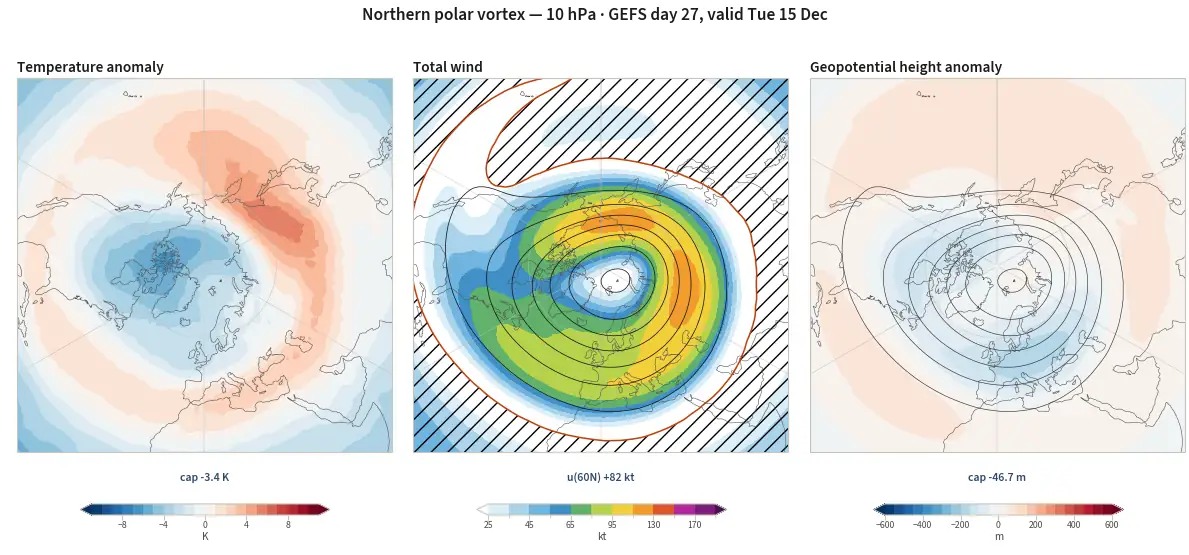 Northern polar vortex — 10 hPa · GEFS day 27, valid Tue 15 Dec
Temperature anomaly
Total wind
Geopotential height anomaly
cap -3.4 K
u(60N) +82 kt
cap -46.7 m
−8 −4 0 4 8
K
25 45 65 95 130 170
kt
−600 −400 −200 0 200 400 600
m